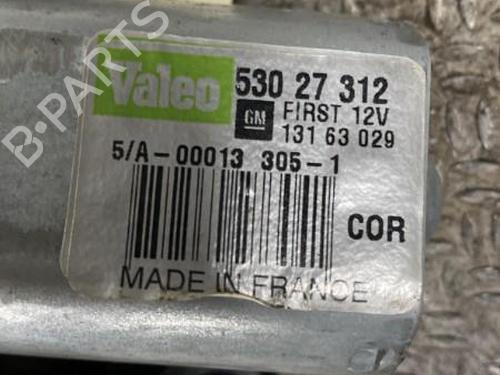 B-PARTS
Valeo
530 27 312
GM
FIRST 12V
131 63 029
5/A-00013 305-1
COR
MADE IN FRANCE